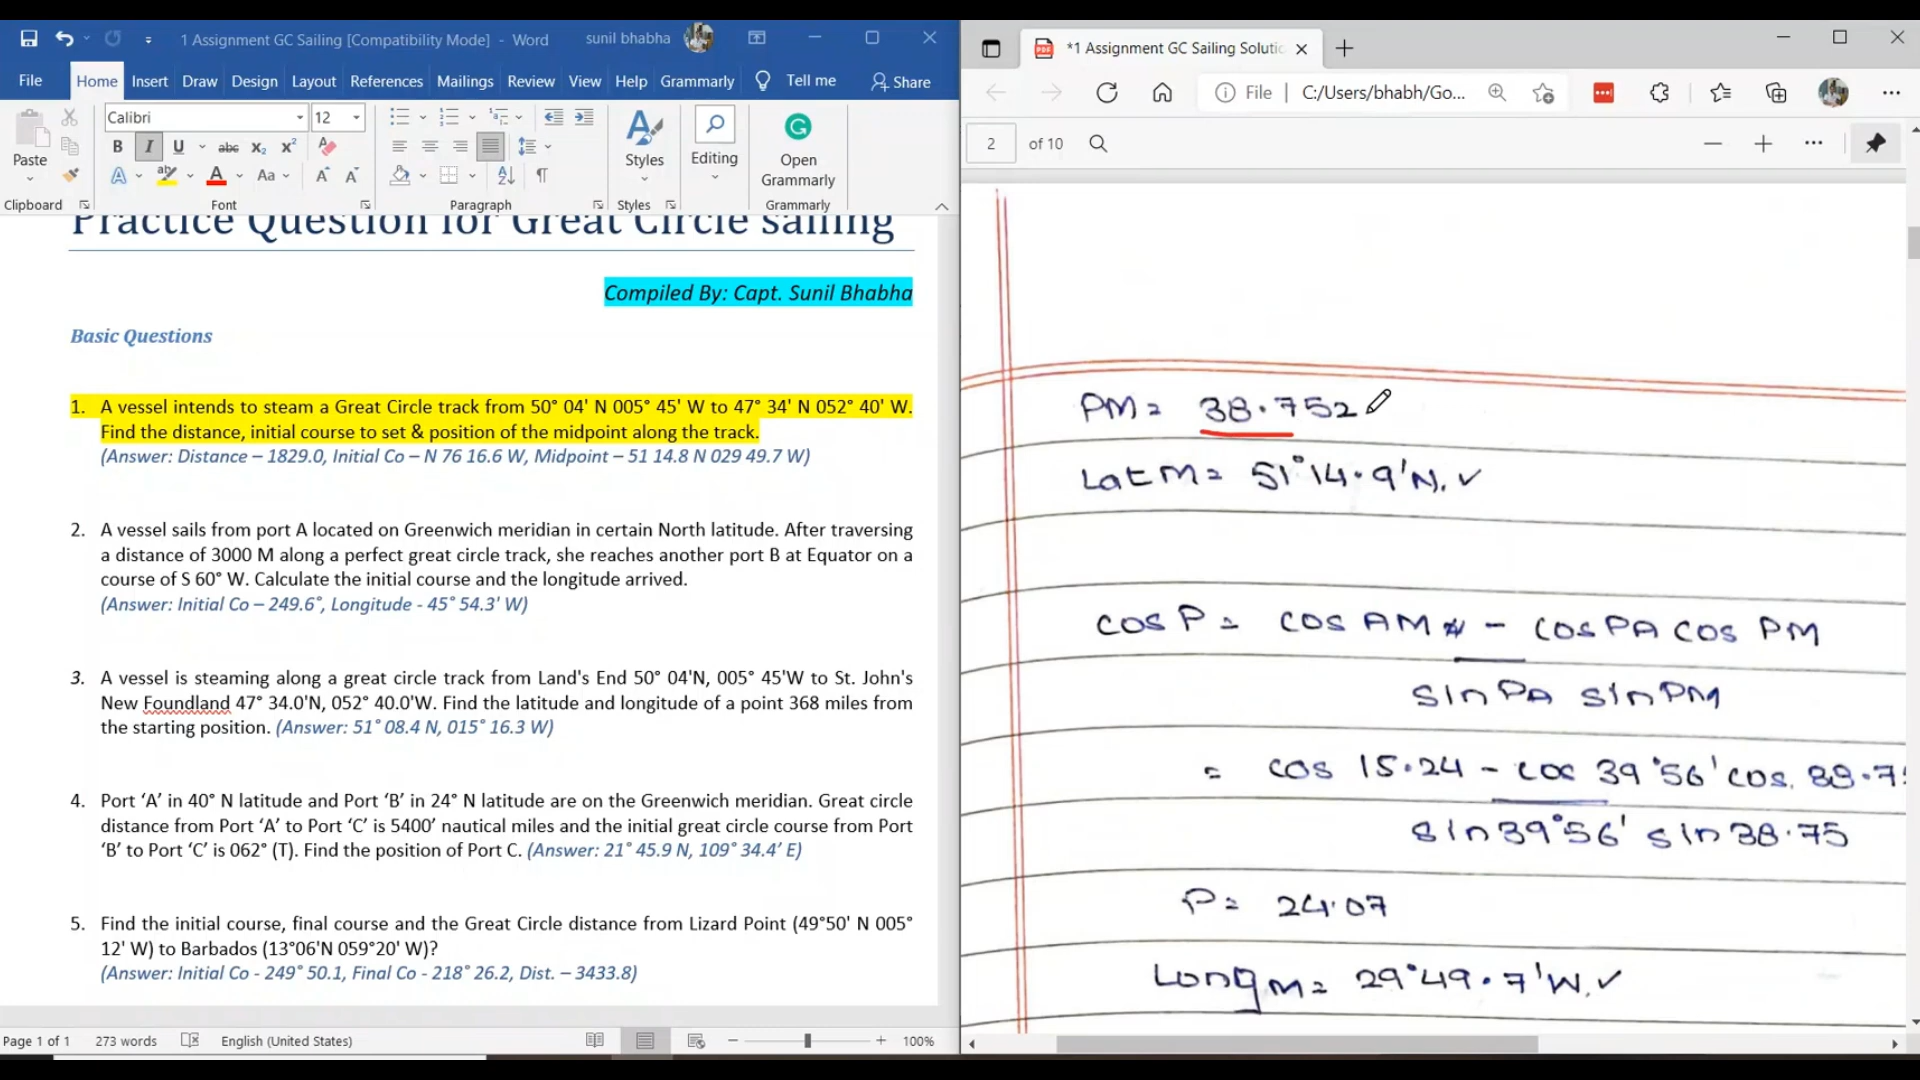 1 Assignment GC Sailing [Compatibility Mode] - Word
sunil bhabha
File Home Insert Draw Design Layout References Mailings Review View Help Grammarly Tell me Share
Calibri 12
Paste
B I U abc x₂ x²
A Aa A A
Styles
Editing
Open
Grammarly
Clipboard Font Paragraph Styles Grammarly
Practice Question for Great Circle sailing
Compiled By: Capt. Sunil Bhabha
Basic Questions
1. A vessel intends to steam a Great Circle track from 50° 04' N 005° 45' W to 47° 34' N 052° 40' W.
Find the distance, initial course to set & position of the midpoint along the track.
(Answer: Distance – 1829.0, Initial Co – N 76 16.6 W, Midpoint – 51 14.8 N 029 49.7 W)
2. A vessel sails from port A located on Greenwich meridian in certain North latitude. After traversing
a distance of 3000 M along a perfect great circle track, she reaches another port B at Equator on a
course of S 60° W. Calculate the initial course and the longitude arrived.
(Answer: Initial Co – 249.6°, Longitude - 45° 54.3' W)
3. A vessel is steaming along a great circle track from Land's End 50° 04'N, 005° 45'W to St. John's
New Foundland 47° 34.0'N, 052° 40.0'W. Find the latitude and longitude of a point 368 miles from
the starting position. (Answer: 51° 08.4 N, 015° 16.3 W)
4. Port ‘A’ in 40° N latitude and Port ‘B’ in 24° N latitude are on the Greenwich meridian. Great circle
distance from Port ‘A’ to Port ‘C’ is 5400’ nautical miles and the initial great circle course from Port
‘B’ to Port ‘C’ is 062° (T). Find the position of Port C. (Answer: 21° 45.9 N, 109° 34.4’ E)
5. Find the initial course, final course and the Great Circle distance from Lizard Point (49°50' N 005°
12' W) to Barbados (13°06'N 059°20' W)?
(Answer: Initial Co - 249° 50.1, Final Co - 218° 26.2, Dist. – 3433.8)
Page 1 of 1 273 words English (United States) 100%
*1 Assignment GC Sailing Solutio
File | C:/Users/bhabh/Go...
2 of 10
PM = 38.752
Lat M = 51°14.9'N. ✓
cos P = cos AM - cos PA cos PM
sin PA sin PM
= cos 15.24 - cos 39°56' cos. 38.7
sin 39°56' sin 38.75
P = 24.07
Long M = 29°49.7'W. ✓